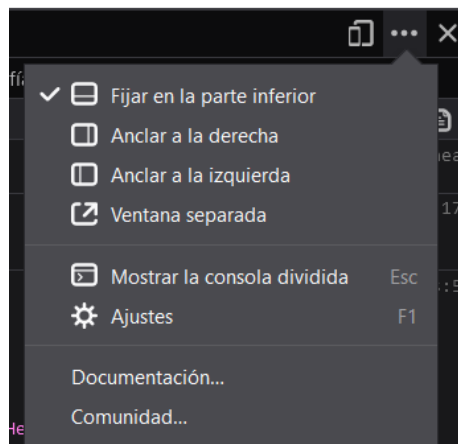 Fijar en la parte inferior
Anclar a la derecha
Anclar a la izquierda
Ventana separada
Mostrar la consola dividida Esc
Ajustes F1
Documentación...
Comunidad...